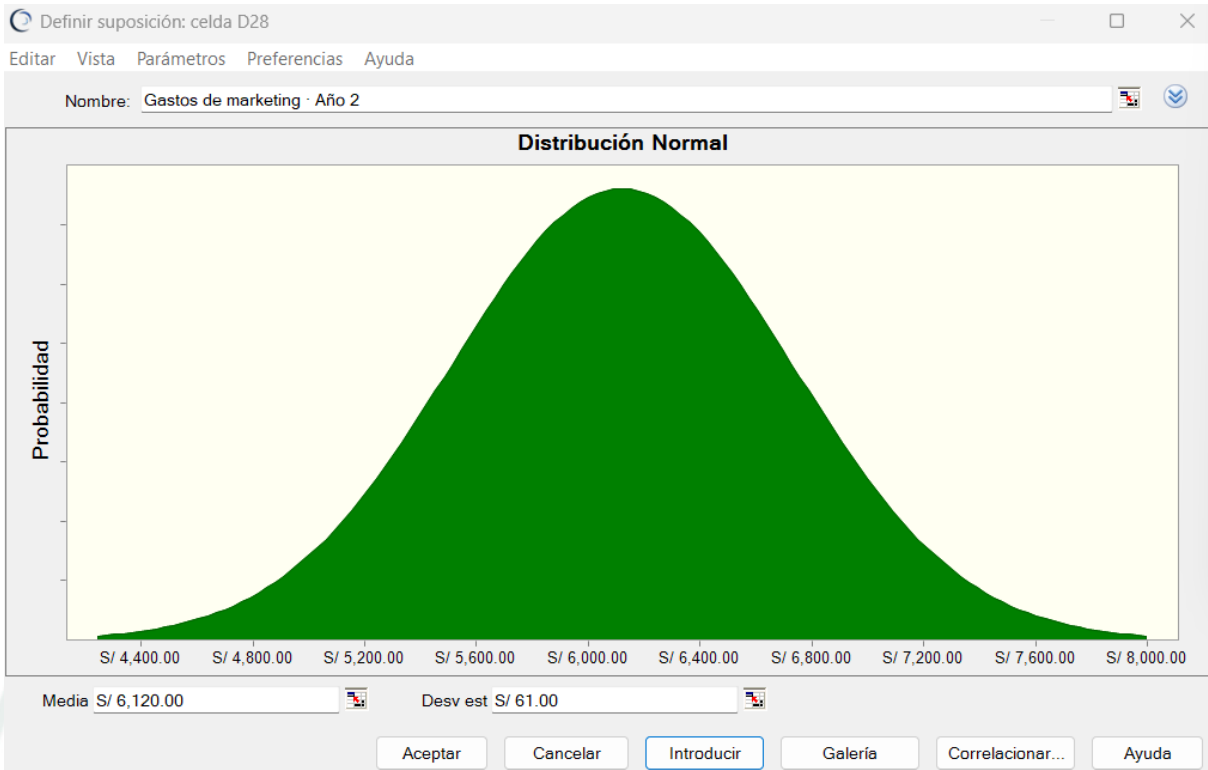 Definir suposición: celda D28
Editar Vista Parámetros Preferencias Ayuda
Nombre: Gastos de marketing · Año 2
Distribución Normal
Probabilidad
S/ 4,400.00 S/ 4,800.00 S/ 5,200.00 S/ 5,600.00 S/ 6,000.00 S/ 6,400.00 S/ 6,800.00 S/ 7,200.00 S/ 7,600.00 S/ 8,000.00
Media S/ 6,120.00 Desv est S/ 61.00
Aceptar Cancelar Introducir Galería Correlacionar... Ayuda